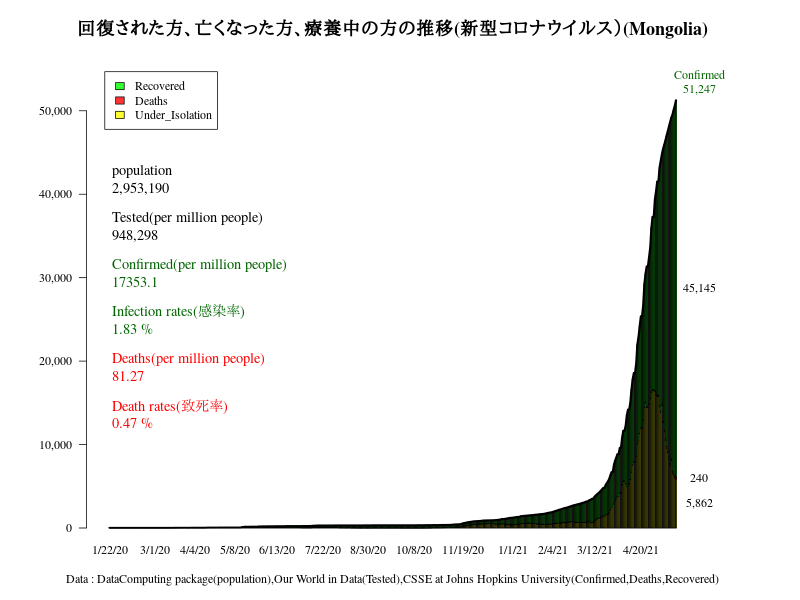 回復された方、亡くなった方、療養中の方の推移(新型コロナウイルス）(Mongolia)
Confirmed
51,247
Recovered
Deaths
Under_Isolation
50,000
40,000
30,000
20,000
10,000
0
population
2,953,190
Tested(per million people)
948,298
Confirmed(per million people)
17353.1
Infection rates(感染率)
1.83 %
Deaths(per million people)
81.27
Death rates(致死率)
0.47 %
45,145
240
5,862
1/22/20 3/1/20 4/4/20 5/8/20 6/13/20 7/22/20 8/30/20 10/8/20 11/19/20 1/1/21 2/4/21 3/12/21 4/20/21
Data : DataComputing package(population),Our World in Data(Tested),CSSE at Johns Hopkins University(Confirmed,Deaths,Recovered)